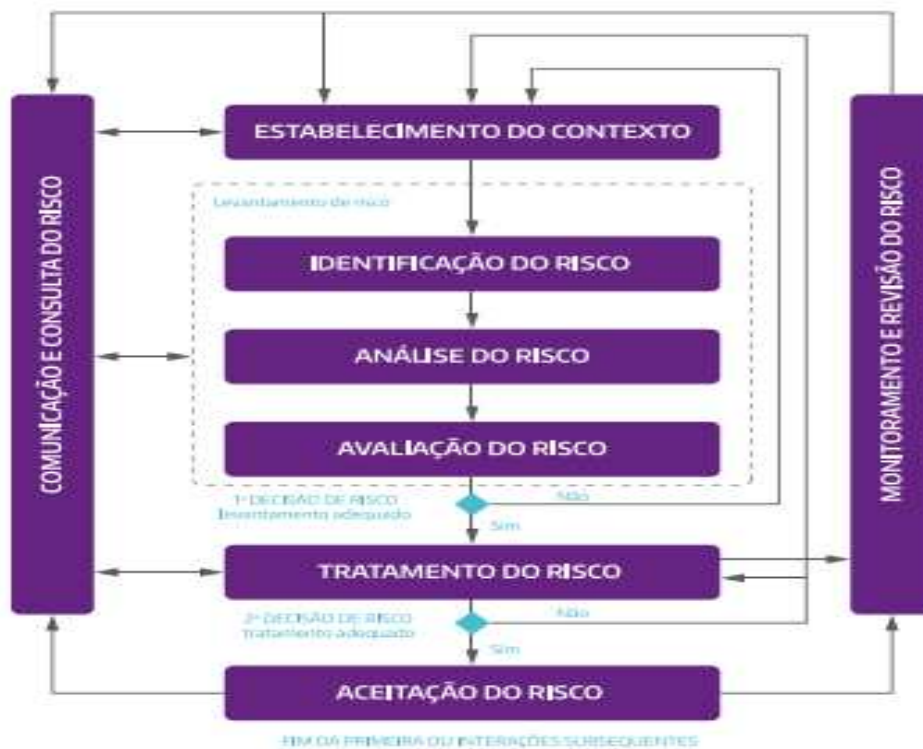 ESTABELECIMENTO DO CONTEXTO
COMUNICAÇÃO E CONSULTA DO RISCO
Levantamento de risco
IDENTIFICAÇÃO DO RISCO
ANÁLISE DO RISCO
AVALIAÇÃO DO RISCO
MONITORAMENTO E REVISÃO DO RISCO
1ª DECISÃO DE RISCO
levantamento adequado
Não
Sim
TRATAMENTO DO RISCO
2ª DECISÃO DE RISCO
tratamento adequado
Não
Sim
ACEITAÇÃO DO RISCO
FIM DA PRIMEIRA OU INTERAÇÕES SUBSEQUENTES